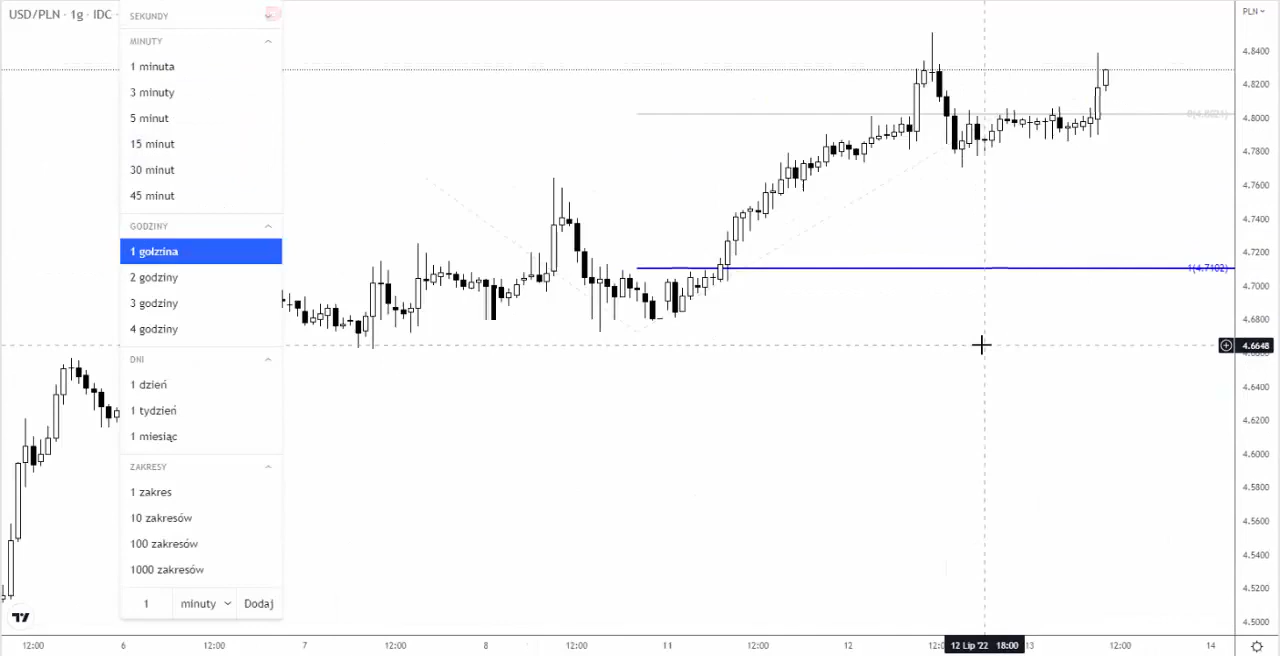 USD/PLN · 1g · IDC
SEKUNDY
MINUTY
1 minuta
3 minuty
5 minut
15 minut
30 minut
45 minut
GODZINY
1 godzina
2 godziny
3 godziny
4 godziny
DNI
1 dzień
1 tydzień
1 miesiąc
ZAKRESY
1 zakres
10 zakresów
100 zakresów
1000 zakresów
1 minuty Dodaj
PLN
4.8400
4.8200
0(4.8021)
4.8000
4.7800
4.7600
4.7400
4.7200
1(4.7102)
4.7000
4.6800
4.6648
4.6400
4.6200
4.6000
4.5800
4.5600
4.5400
4.5200
4.5000
12:00 6 12:00 7 12:00 8 12:00 11 12:00 12 12 Lip '22 18:00 13 12:00 14